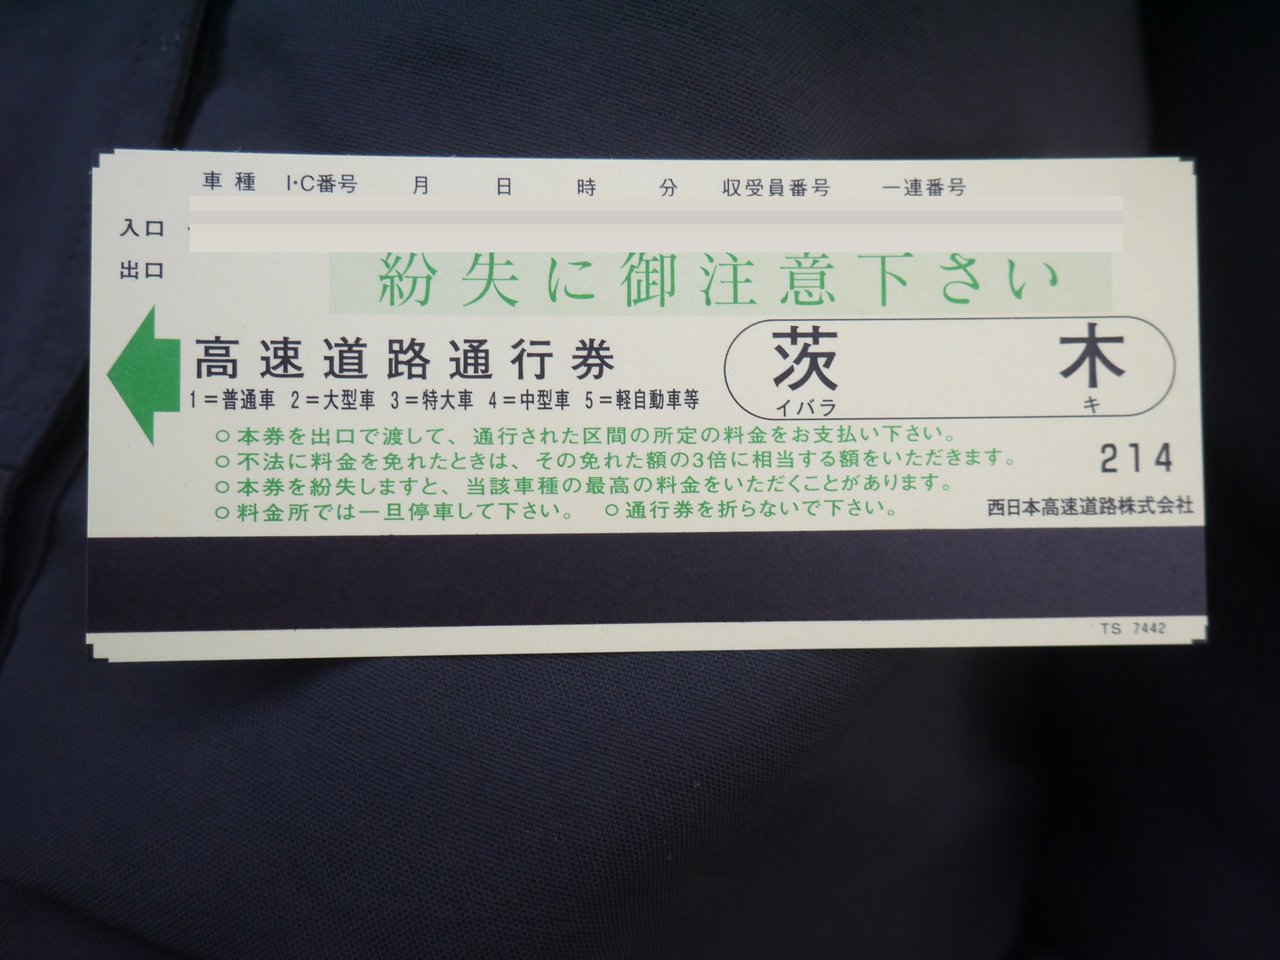 車種 I・C番号 月 日 時 分 収受員番号 一連番号
入口
出口
紛失に御注意下さい
高速道路通行券
茨木
イバラ キ
1=普通車 2=大型車 3=特大車 4=中型車 5=軽自動車等
○本券を出口で渡して、通行された区間の所定の料金をお支払い下さい。
○不法に料金を免れたときは、その免れた額の3倍に相当する額をいただきます。
○本券を紛失しますと、当該車種の最高の料金をいただくことがあります。
○料金所では一旦停車して下さい。 ○通行券を折らないで下さい。
214
西日本高速道路株式会社
TS 7442